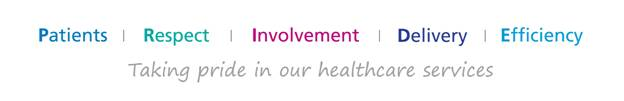 Patients | Respect | Involvement | Delivery | Efficiency
Taking pride in our healthcare services